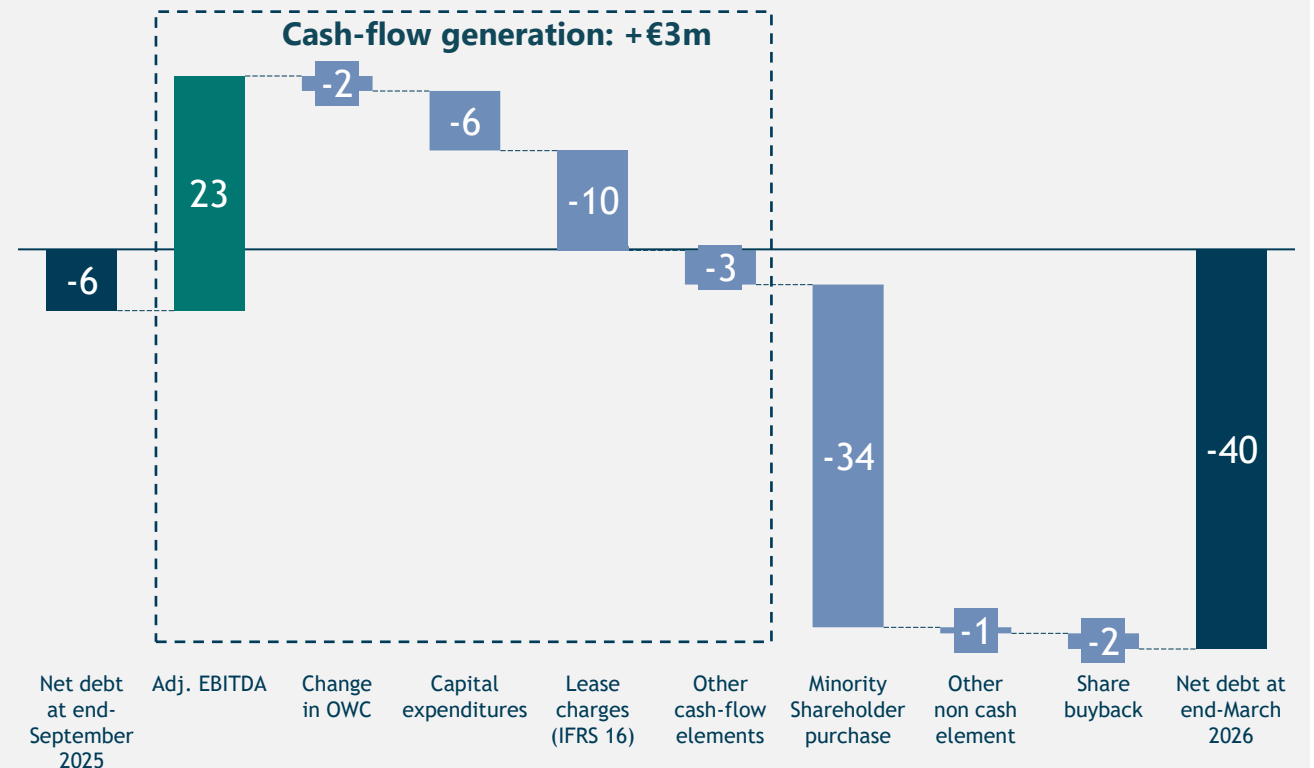 Cash-flow generation: +€3m
-6
23
-2
-6
-10
-3
-34
-1
-2
-40
Net debt
at end-
September
2025
Adj. EBITDA
Change
in OWC
Capital
expenditures
Lease
charges
(IFRS 16)
Other
cash-flow
elements
Minority
Shareholder
purchase
Other
non cash
element
Share
buyback
Net debt at
end-March
2026